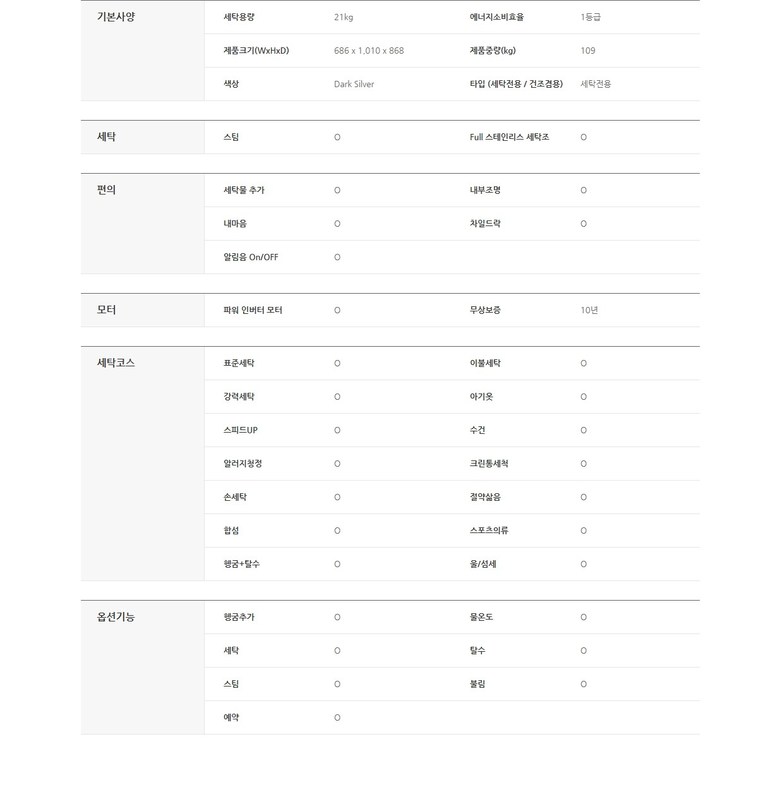 기본사양 세탁용량 21kg 에너지소비효율 1등급
제품크기(WxHxD) 686 x 1,010 x 868 제품중량(kg) 109
색상 Dark Silver 타입 (세탁전용 / 건조겸용) 세탁전용
세탁 스팀 O Full 스테인리스 세탁조 O
편의 세탁물 추가 O 내부조명 O
내마음 O 차일드락 O
알림음 On/OFF O
모터 파워 인버터 모터 O 무상보증 10년
세탁코스 표준세탁 O 이불세탁 O
강력세탁 O 아기옷 O
스피드UP O 수건 O
알러지청정 O 크린통세척 O
손세탁 O 절약삶음 O
합섬 O 스포츠의류 O
헹굼+탈수 O 울/섬세 O
옵션기능 헹굼추가 O 물온도 O
세탁 O 탈수 O
스팀 O 불림 O
예약 O